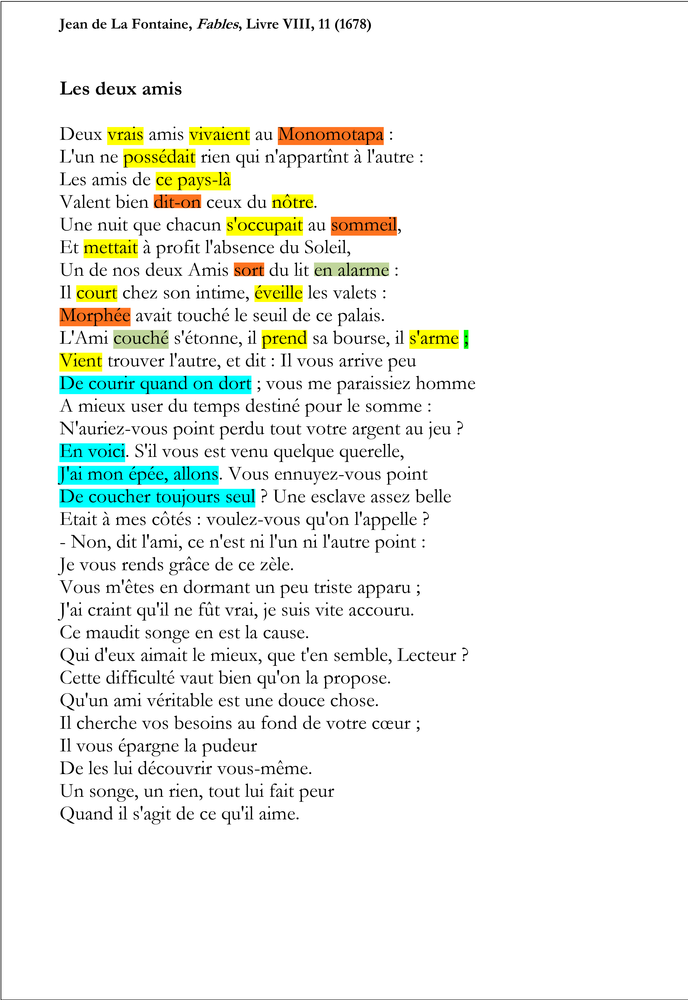 Jean de La Fontaine, Fables, Livre VIII, 11 (1678)
Les deux amis
Deux vrais amis vivaient au Monomotapa :
L'un ne possédait rien qui n'appartînt à l'autre :
Les amis de ce pays-là
Valent bien dit-on ceux du nôtre.
Une nuit que chacun s'occupait au sommeil,
Et mettait à profit l'absence du Soleil,
Un de nos deux Amis sort du lit en alarme :
Il court chez son intime, éveille les valets :
Morphée avait touché le seuil de ce palais.
L'Ami couché s'étonne, il prend sa bourse, il s'arme ;
Vient trouver l'autre, et dit : Il vous arrive peu
De courir quand on dort ; vous me paraissiez homme
A mieux user du temps destiné pour le somme :
N'auriez-vous point perdu tout votre argent au jeu ?
En voici. S'il vous est venu quelque querelle,
J'ai mon épée, allons. Vous ennuyez-vous point
De coucher toujours seul ? Une esclave assez belle
Etait à mes côtés : voulez-vous qu'on l'appelle ?
- Non, dit l'ami, ce n'est ni l'un ni l'autre point :
Je vous rends grâce de ce zèle.
Vous m'êtes en dormant un peu triste apparu ;
J'ai craint qu'il ne fût vrai, je suis vite accouru.
Ce maudit songe en est la cause.
Qui d'eux aimait le mieux, que t'en semble, Lecteur ?
Cette difficulté vaut bien qu'on la propose.
Qu'un ami véritable est une douce chose.
Il cherche vos besoins au fond de votre cœur ;
Il vous épargne la pudeur
De les lui découvrir vous-même.
Un songe, un rien, tout lui fait peur
Quand il s'agit de ce qu'il aime.